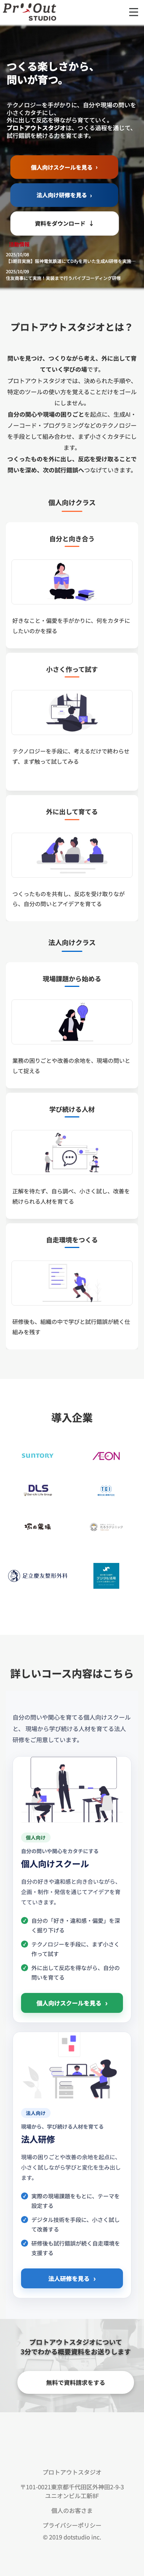 Pr Out
STUDIO
つくる楽しさから、
問いが育つ。
テクノロジーを手がかりに、自分や現場の問いを
小さくカタチにし、
外に出して反応を得ながら育てていく。
プロトアウトスタジオは、つくる過程を通じて、
試行錯誤を続ける力を育てます。
個人向けスクールを見る ›
法人向け研修を見る ›
資料をダウンロード ↓
2025/10/08
2025/10/09
プロトアウトスタジオとは？
問いを見つけ、つくりながら考え、外に出して育
てていく学びの場です。
プロトアウトスタジオでは、決められた手順や、
特定のツールの使い方を覚えることだけをゴール
にしません。
自分の関心や現場の困りごとを起点に、生成AI・
ノーコード・プログラミングなどのテクノロジー
を手段として組み合わせ、まず小さくカタチにし
ます。
つくったものを外に出し、反応を受け取ることで
問いを深め、次の試行錯誤へつなげていきます。
個人向けクラス
自分と向き合う
好きなこと・偏愛を手がかりに、何をカタチに
したいのかを探る
小さく作って試す
テクノロジーを手段に、考えるだけで終わらせ
ず、まず触って試してみる
外に出して育てる
つくったものを共有し、反応を受け取りなが
ら、自分の問いとアイデアを育てる
法人向けクラス
現場課題から始める
業務の困りごとや改善の余地を、現場の問いと
して捉える
学び続ける人材
正解を待たず、自ら調べ、小さく試し、改善を
続けられる人材を育てる
自走環境をつくる
研修後も、組織の中で学びと試行錯誤が続く仕
組みを残す
導入企業
SUNTORY
ÆON
DLS
TSI
塚の菓緑
足立慶友整形外科
詳しいコース内容はこちら
自分の問いや関心を育てる個人向けスクール
と、現場から学び続ける人材を育てる法人
研修をご用意しています。
個人向け
自分の問いや関心をカタチにする
個人向けスクール
自分の好きや違和感と向き合いながら、
企画・制作・発信を通じてアイデアを育
てていきます。
自分の「好き・違和感・偏愛」を深
く掘り下げる
テクノロジーを手段に、まず小さく
作って試す
外に出して反応を得ながら、自分の
問いを育てる
個人向けスクールを見る ›
法人向け
現場から、学び続ける人材を育てる
法人研修
現場の困りごとや改善の余地を起点に、
小さく試しながら学びと変化を生み出し
ます。
実際の現場課題をもとに、テーマを
設定する
デジタル技術を手段に、小さく試し
て改善する
研修後も試行錯誤が続く自走環境を
支援する
法人研修を見る ›
プロトアウトスタジオについて
3分でわかる概要資料をお送りします
無料で資料請求をする
プロトアウトスタジオ
〒101-0021東京都千代田区外神田2-9-3
ユニオンビル工新6F
個人のお客さま
プライバシーポリシー
© 2019 dotstudio inc.